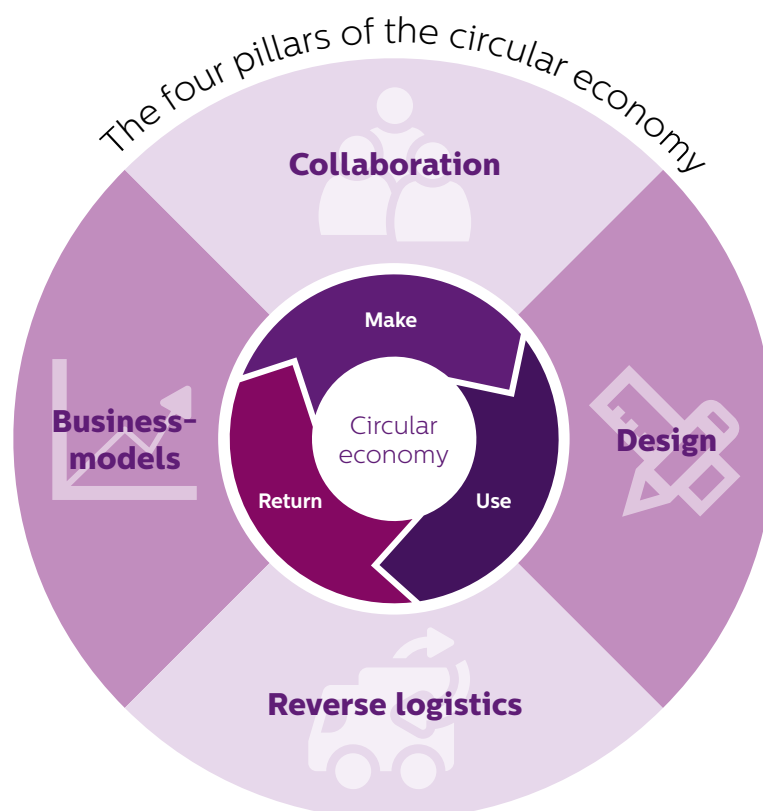 The four pillars of the circular economy
Collaboration
Make
Business-
models
Circular
economy
Design
Return
Use
Reverse logistics